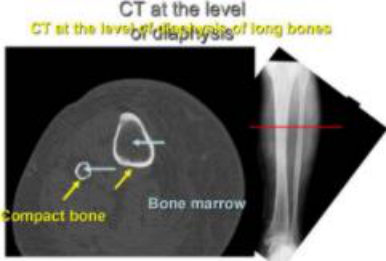 CT at the level
of diaphysis
CT at the level of diaphysis of long bones
Bone marrow
Compact bone